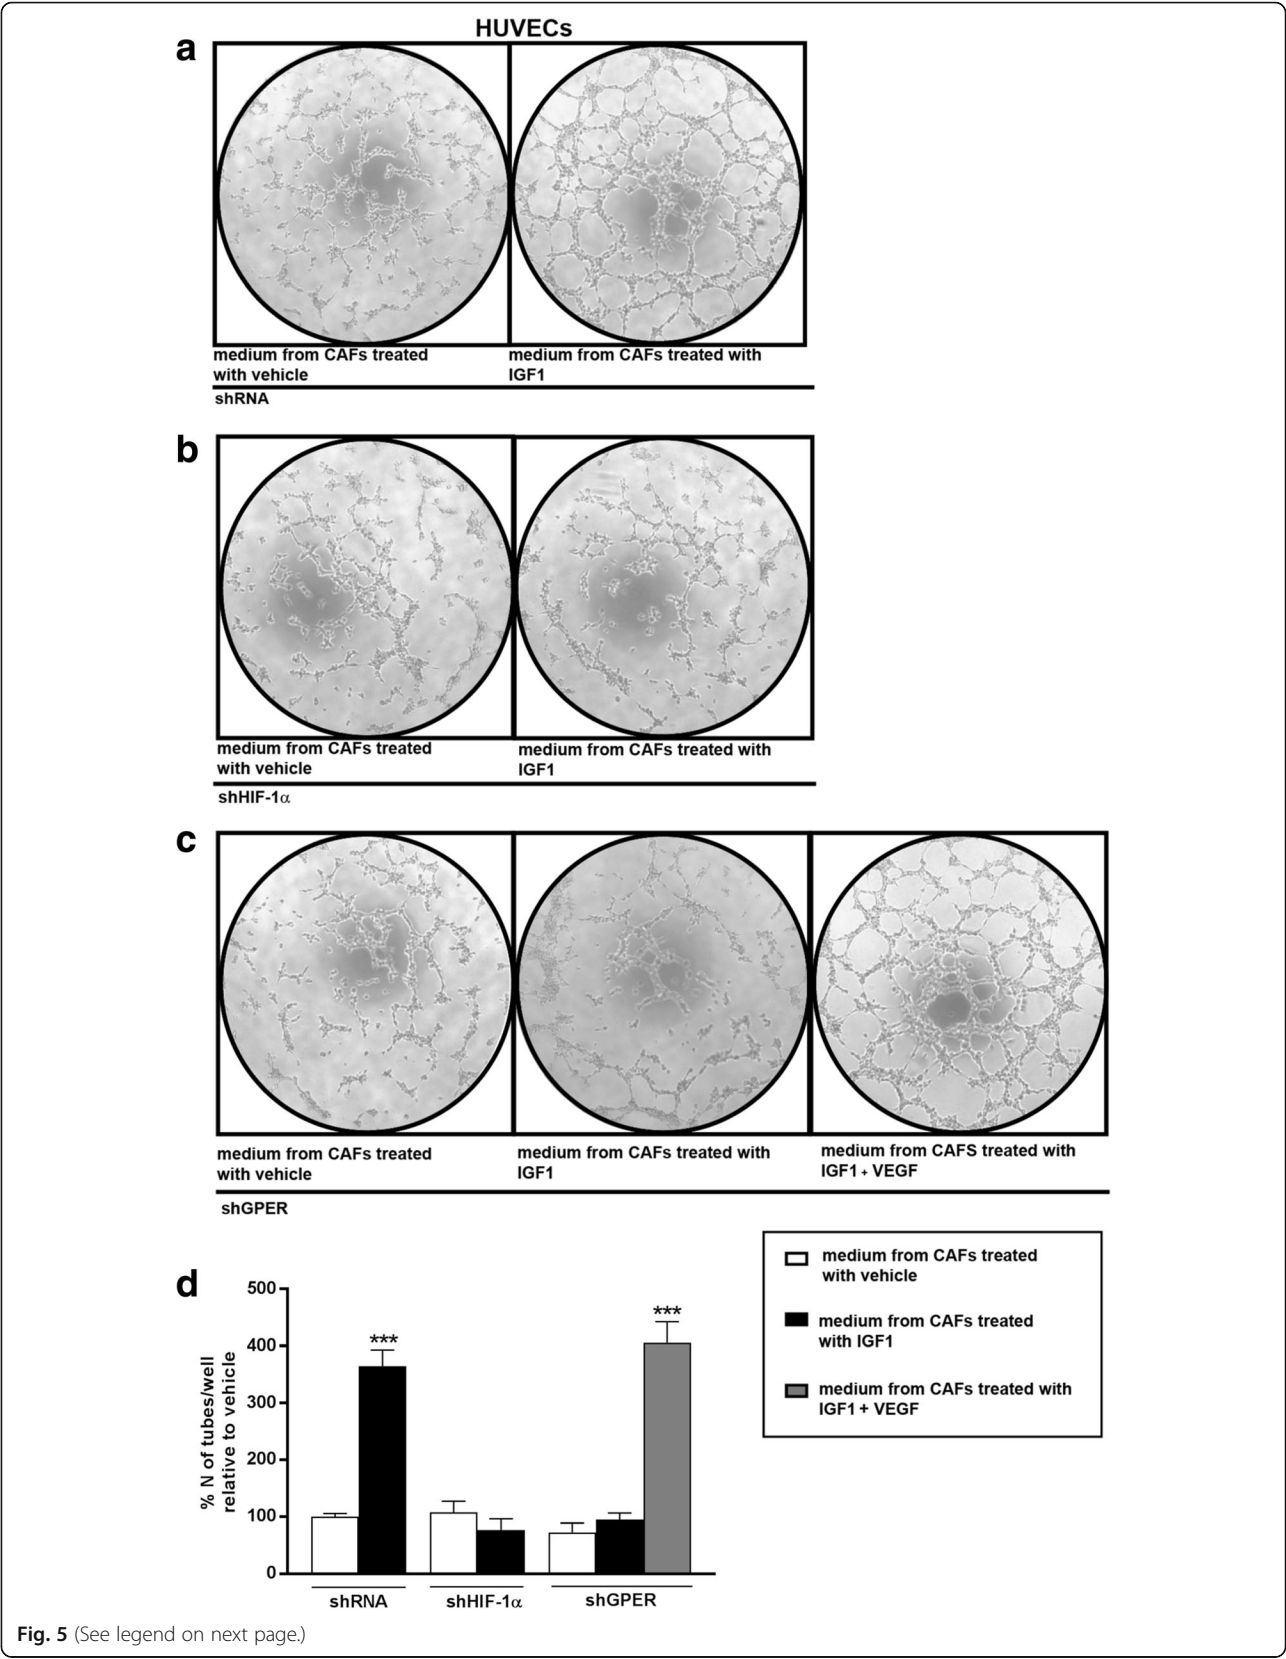 HUVECs
a
medium from CAFs treated
with vehicle
medium from CAFs treated with
IGF1
shRNA
b
medium from CAFs treated
with vehicle
medium from CAFs treated with
IGF1
shHIF-1α
c
medium from CAFs treated
with vehicle
medium from CAFs treated with
IGF1
medium from CAFS treated with
IGF1 + VEGF
shGPER
d
% N of tubes/well
relative to vehicle
500
400
300
200
100
0
***
***
shRNA
shHIF-1α
shGPER
medium from CAFs treated
with vehicle
medium from CAFs treated
with IGF1
medium from CAFs treated with
IGF1 + VEGF
Fig. 5 (See legend on next page.)